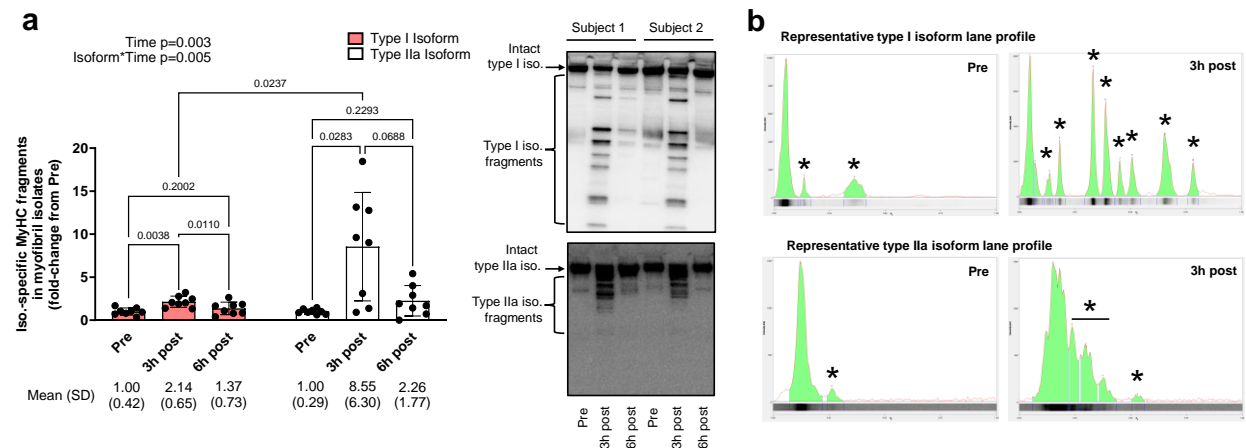 a
Time p=0.003
Isoform*Time p=0.005
Type I Isoform
Type IIa Isoform
0.0237
0.2293
0.0283
0.0688
0.2002
0.0038
0.0110
Iso.-specific MyHC fragments
in myofibril isolates
(fold-change from Pre)
20
15
10
5
0
Pre
3h post
6h post
Pre
3h post
6h post
Mean (SD)
1.00
(0.42)
2.14
(0.65)
1.37
(0.73)
1.00
(0.29)
8.55
(6.30)
2.26
(1.77)
Subject 1
Subject 2
Intact
type I iso.
Type I iso.
fragments
Intact
type IIa iso.
Type IIa iso.
fragments
Pre
3h post
6h post
Pre
3h post
6h post
b
Representative type I isoform lane profile
Pre
* *
3h post
* * * * * * * *
Representative type IIa isoform lane profile
Pre
*
3h post
* *